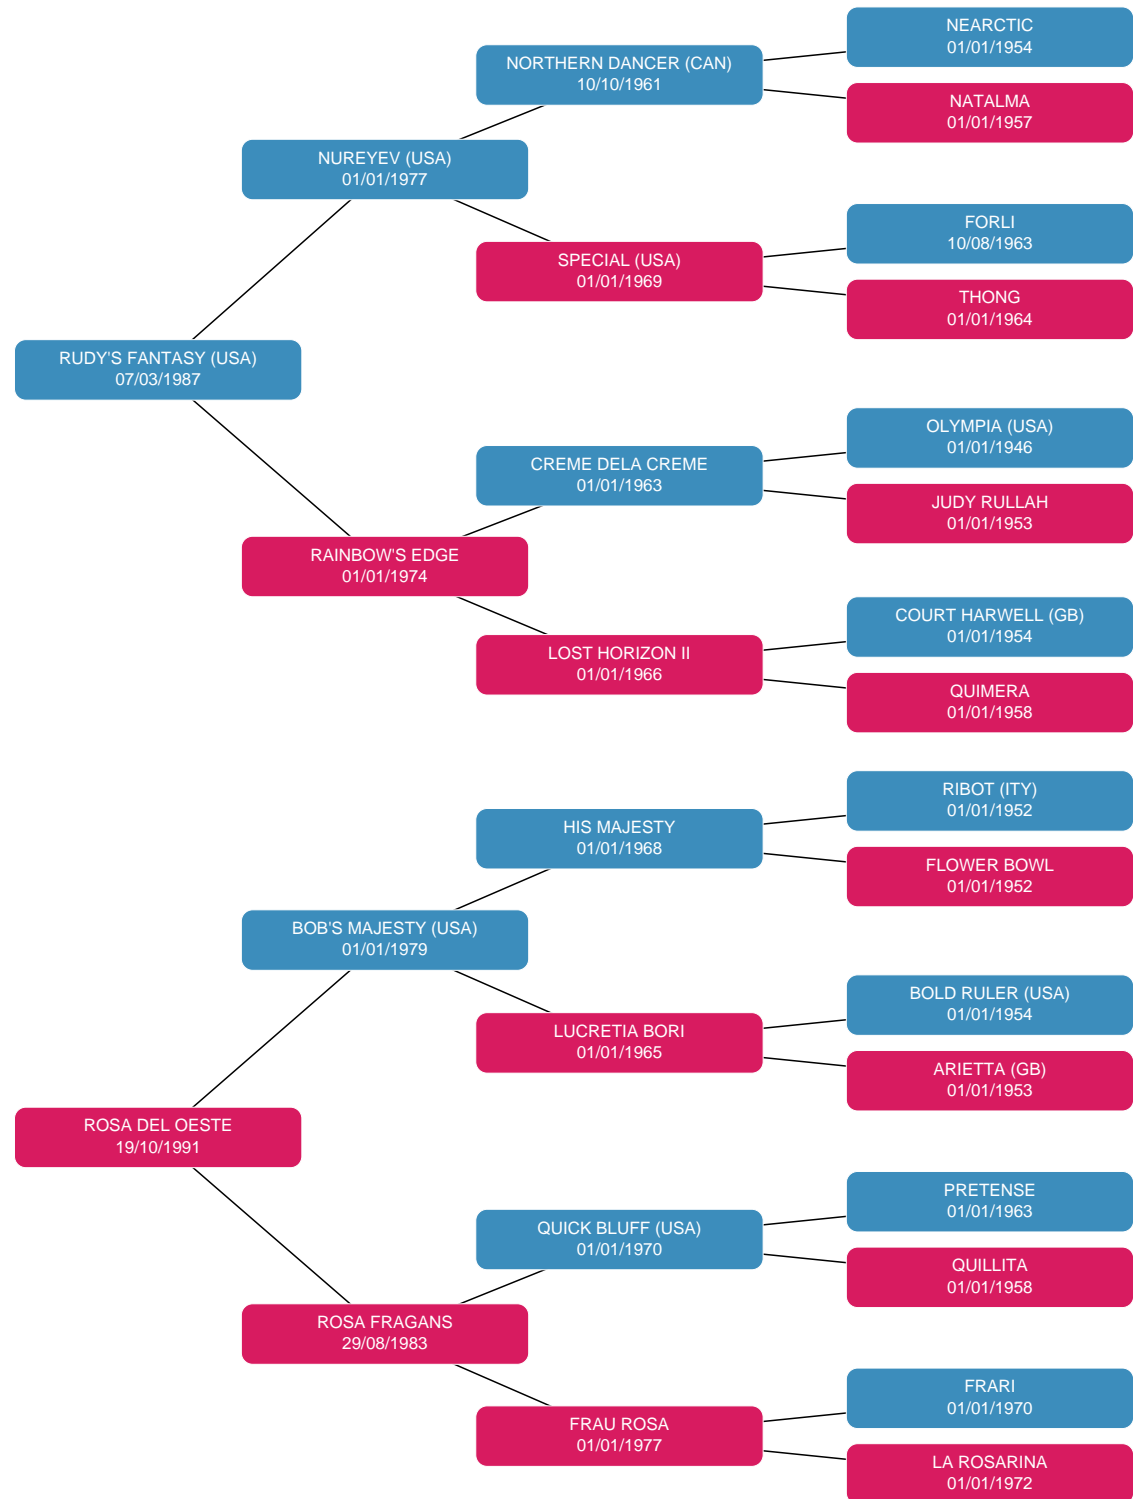 NEARCTIC
01/01/1954
NORTHERN DANCER (CAN)
10/10/1961
NATALMA
01/01/1957
NUREYEV (USA)
01/01/1977
FORLI
10/08/1963
SPECIAL (USA)
01/01/1969
THONG
01/01/1964
RUDY'S FANTASY (USA)
07/03/1987
OLYMPIA (USA)
01/01/1946
CREME DELA CREME
01/01/1963
JUDY RULLAH
01/01/1953
RAINBOW'S EDGE
01/01/1974
COURT HARWELL (GB)
01/01/1954
LOST HORIZON II
01/01/1966
QUIMERA
01/01/1958
RIBOT (ITY)
01/01/1952
HIS MAJESTY
01/01/1968
FLOWER BOWL
01/01/1952
BOB'S MAJESTY (USA)
01/01/1979
BOLD RULER (USA)
01/01/1954
LUCRETIA BORI
01/01/1965
ARIETTA (GB)
01/01/1953
ROSA DEL OESTE
19/10/1991
PRETENSE
01/01/1963
QUICK BLUFF (USA)
01/01/1970
QUILLITA
01/01/1958
ROSA FRAGANS
29/08/1983
FRARI
01/01/1970
FRAU ROSA
01/01/1977
LA ROSARINA
01/01/1972